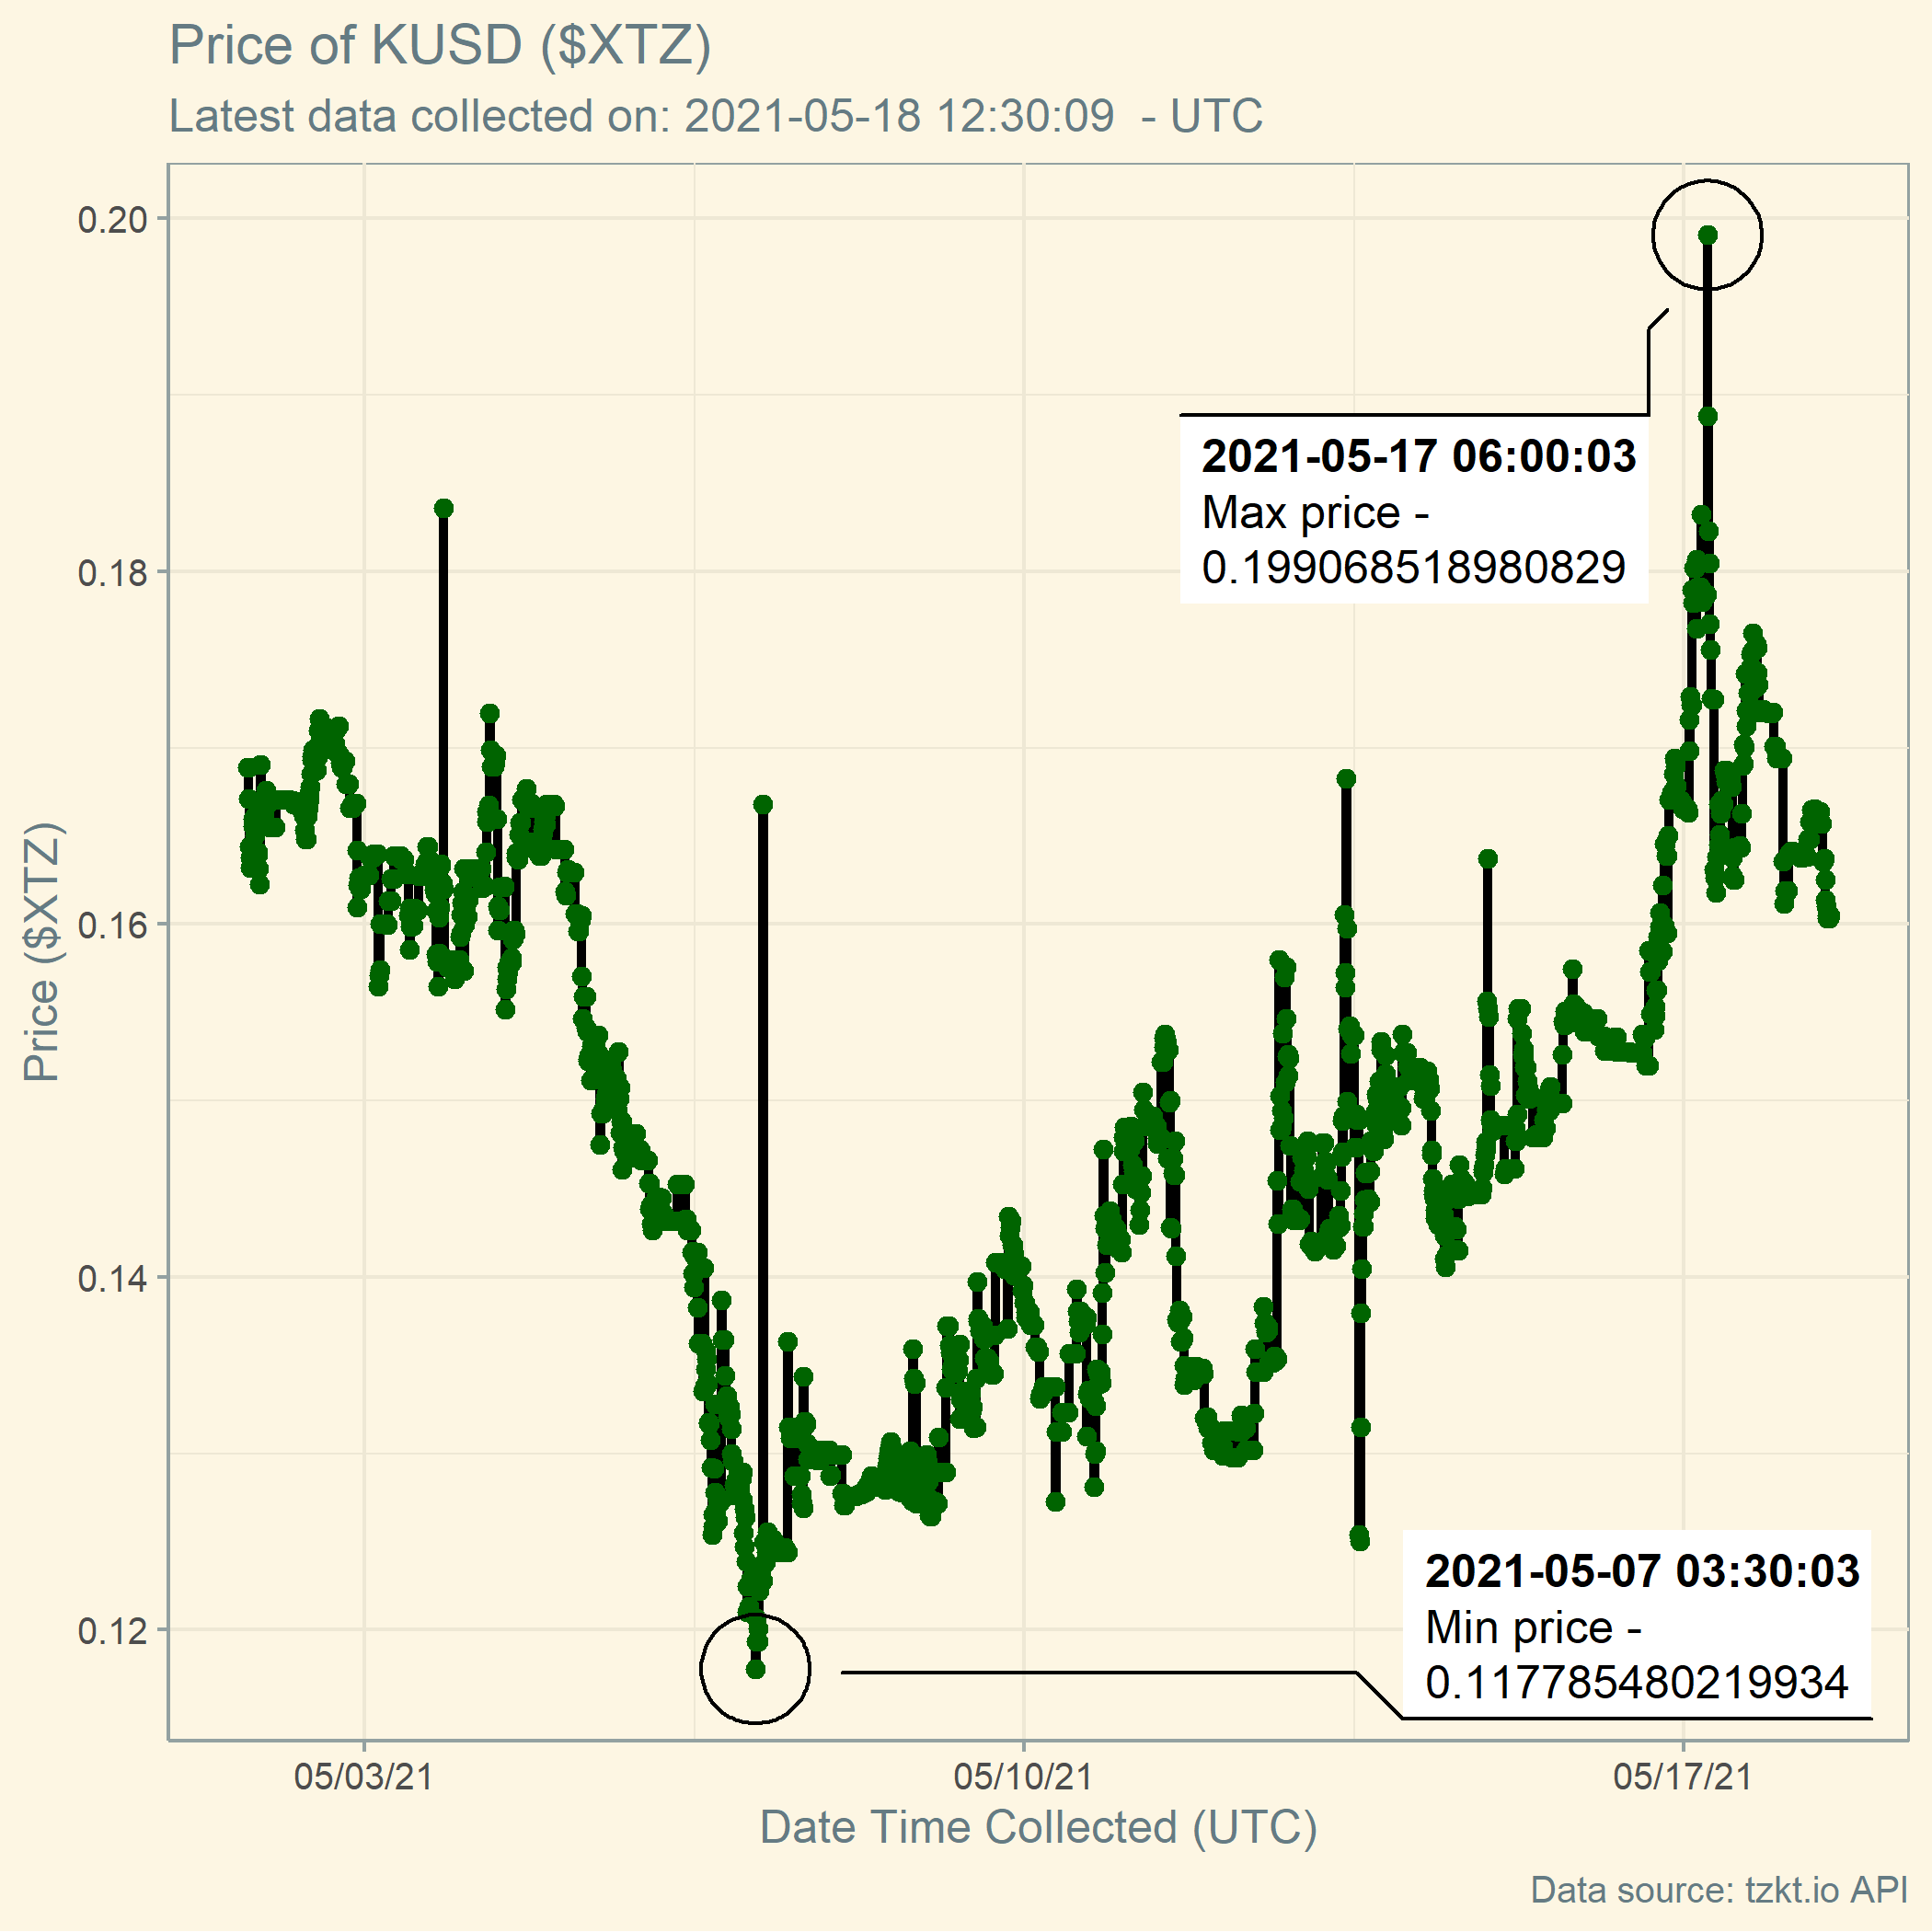 Price of KUSD ($XTZ)
Latest data collected on: 2021-05-18 12:30:09  - UTC
0.20
0.18
0.16
0.14
0.12
Price ($XTZ)
2021-05-17 06:00:03
Max price -
0.199068518980829
2021-05-07 03:30:03
Min price -
0.117785480219934
05/03/21
05/10/21
05/17/21
Date Time Collected (UTC)
Data source: tzkt.io API